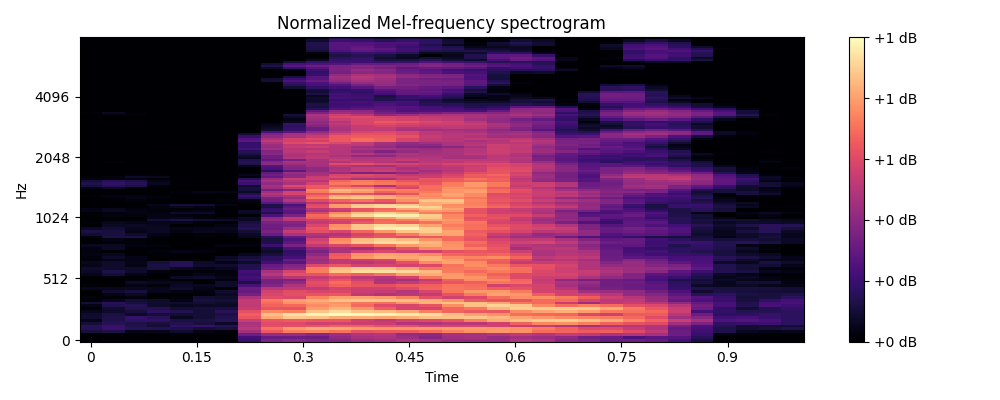 Normalized Mel-frequency spectrogram
Hz
4096
2048
1024
512
0
0 0.15 0.3 0.45 0.6 0.75 0.9
Time
+1 dB
+1 dB
+1 dB
+0 dB
+0 dB
+0 dB